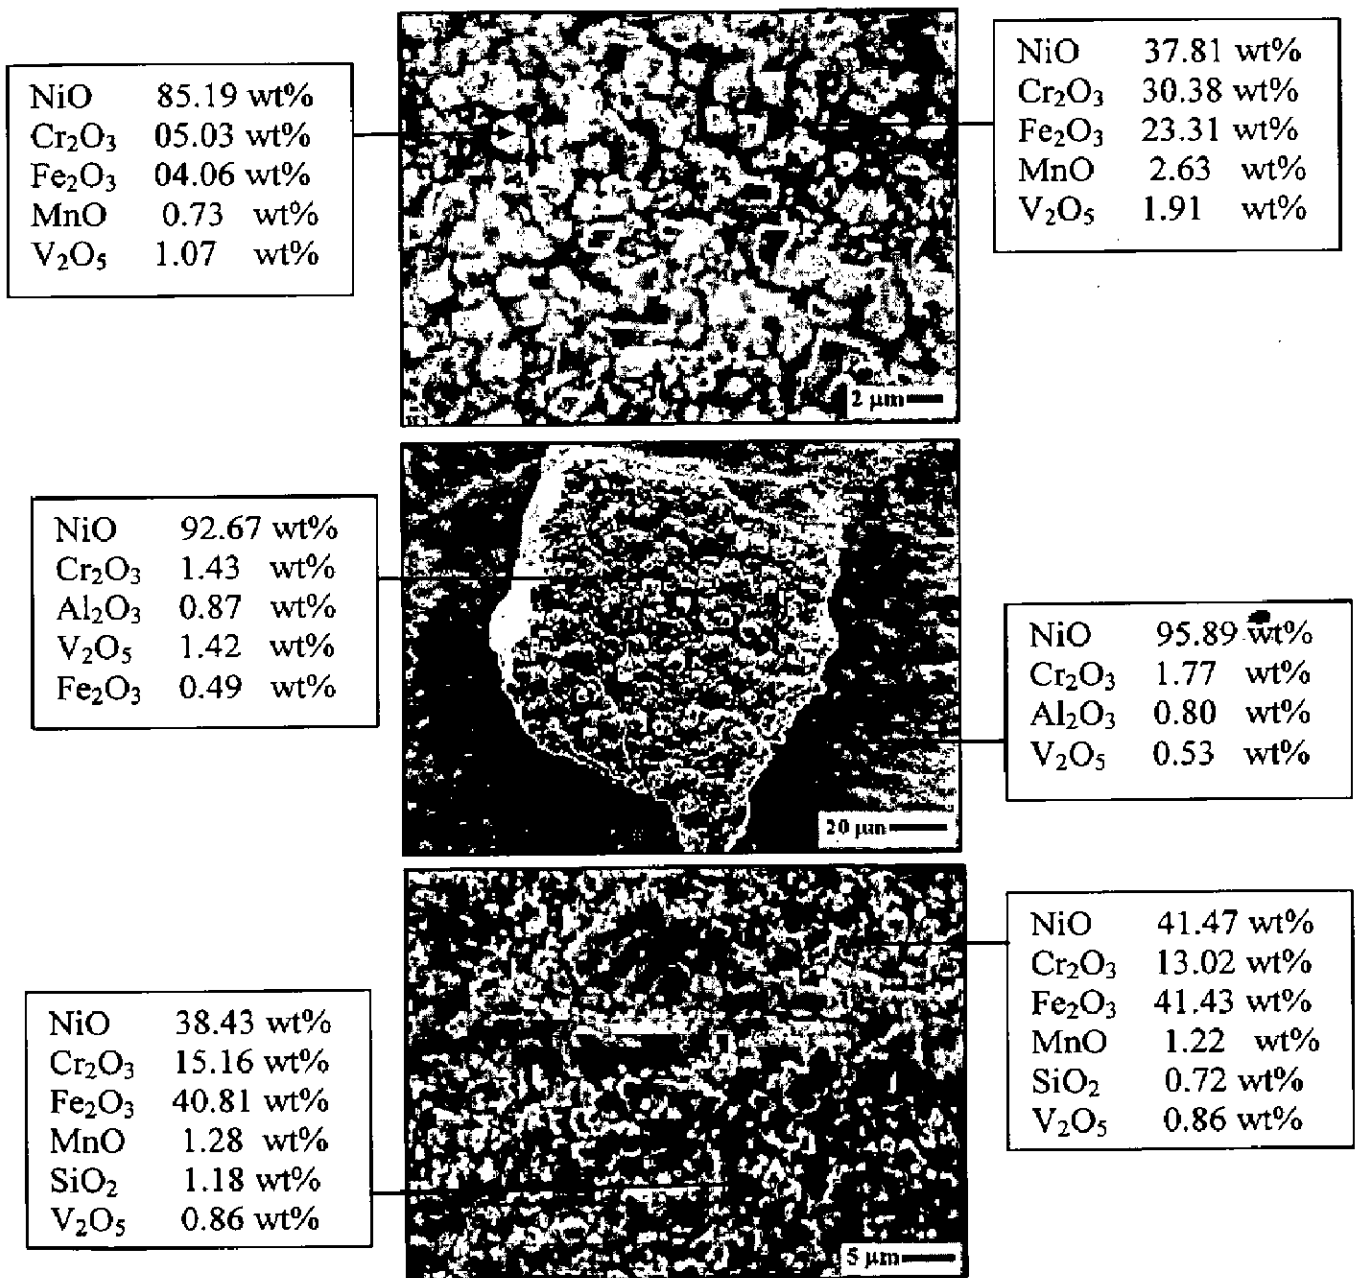 NiO 85.19 wt%
Cr₂O₃ 05.03 wt%
Fe₂O₃ 04.06 wt%
MnO 0.73 wt%
V₂O₅ 1.07 wt%
NiO 37.81 wt%
Cr₂O₃ 30.38 wt%
Fe₂O₃ 23.31 wt%
MnO 2.63 wt%
V₂O₅ 1.91 wt%
2 µm
NiO 92.67 wt%
Cr₂O₃ 1.43 wt%
Al₂O₃ 0.87 wt%
V₂O₅ 1.42 wt%
Fe₂O₃ 0.49 wt%
NiO 95.89 wt%
Cr₂O₃ 1.77 wt%
Al₂O₃ 0.80 wt%
V₂O₅ 0.53 wt%
20 µm
NiO 41.47 wt%
Cr₂O₃ 13.02 wt%
Fe₂O₃ 41.43 wt%
MnO 1.22 wt%
SiO₂ 0.72 wt%
V₂O₅ 0.86 wt%
NiO 38.43 wt%
Cr₂O₃ 15.16 wt%
Fe₂O₃ 40.81 wt%
MnO 1.28 wt%
SiO₂ 1.18 wt%
V₂O₅ 0.86 wt%
5 µm